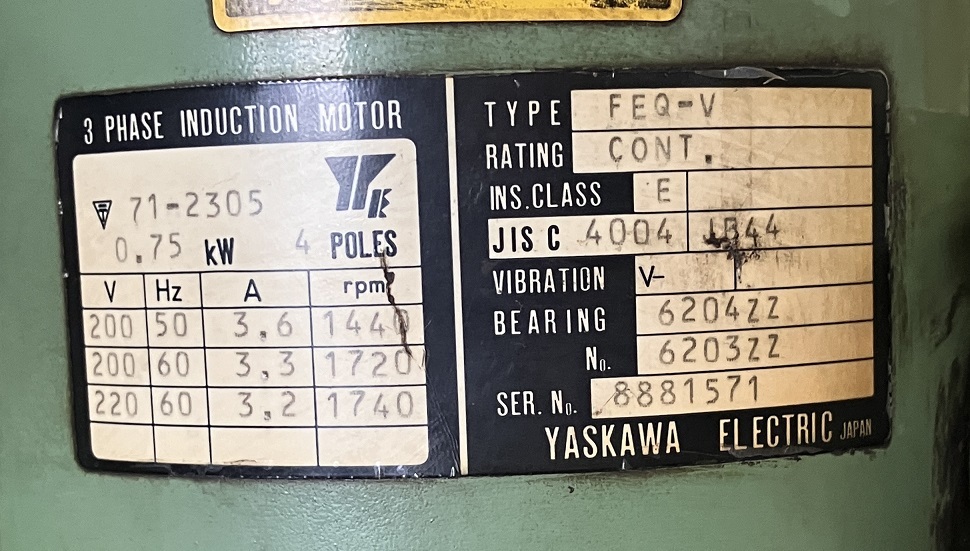 3 PHASE INDUCTION MOTOR
71-2305
0.75 kW 4 POLES
V Hz A rpm
200 50 3.6 1440
200 60 3.3 1720
220 60 3.2 1740
TYPE FEQ-V
RATING CONT.
INS.CLASS E
JIS C 4004 JB44
VIBRATION V-
BEARING 6204ZZ
No. 6203ZZ
SER. No. 8881571
YASKAWA ELECTRIC JAPAN